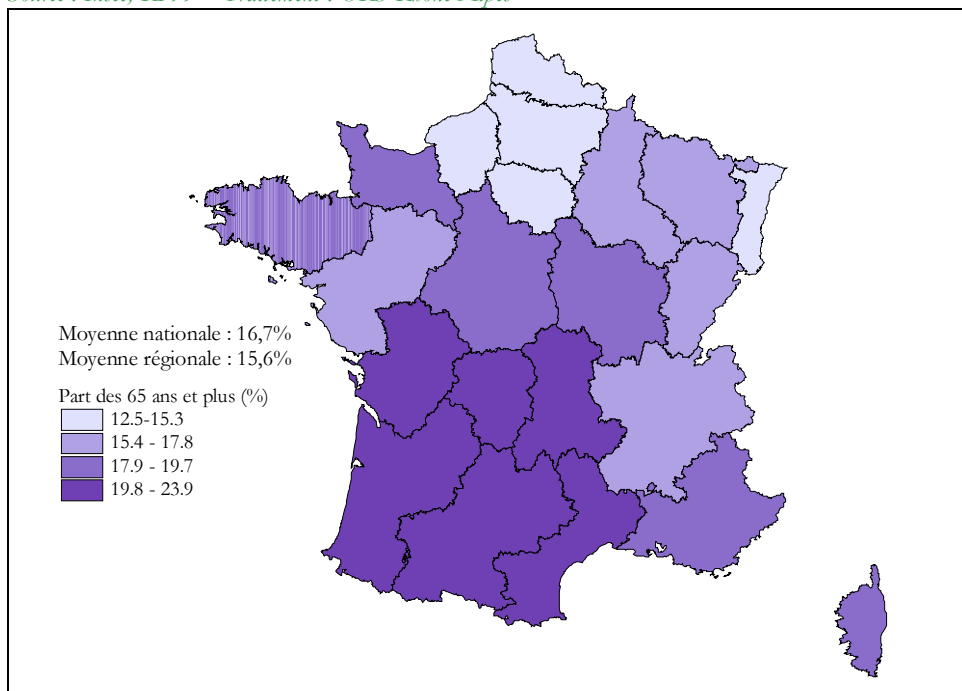 Moyenne nationale : 16,7%
Moyenne régionale : 15,6%
Part des 65 ans et plus (%)
12.5-15.3
15.4 - 17.8
17.9 - 19.7
19.8 - 23.9